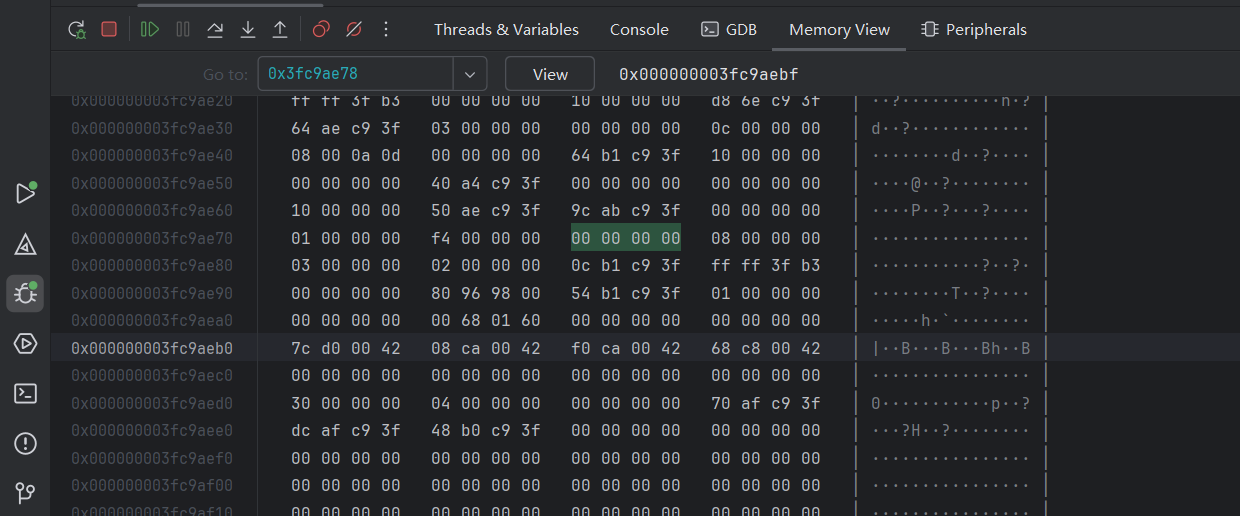 Threads & Variables Console GDB Memory View Peripherals
Go to: 0x3fc9ae78 View 0x000000003fc9aebf
0x000000003fc9ae20 ff ff 3f b3 00 00 00 00 10 00 00 00 d8 6e c9 3f | ··?··········n·? |
0x000000003fc9ae30 64 ae c9 3f 03 00 00 00 00 00 00 00 0c 00 00 00 | d··?············ |
0x000000003fc9ae40 08 00 0a 0d 00 00 00 00 64 b1 c9 3f 10 00 00 00 | ········d··?···· |
0x000000003fc9ae50 00 00 00 00 40 a4 c9 3f 00 00 00 00 00 00 00 00 | ····@··?········ |
0x000000003fc9ae60 10 00 00 00 50 ae c9 3f 9c ab c9 3f 00 00 00 00 | ····P··?···?···· |
0x000000003fc9ae70 01 00 00 00 f4 00 00 00 00 00 00 00 08 00 00 00 | ················ |
0x000000003fc9ae80 03 00 00 00 02 00 00 00 0c b1 c9 3f ff ff 3f b3 | ···········?··?· |
0x000000003fc9ae90 00 00 00 00 80 96 98 00 54 b1 c9 3f 01 00 00 00 | ········T··?···· |
0x000000003fc9aea0 00 00 00 00 00 68 01 60 00 00 00 00 00 00 00 00 | ·····h·`········ |
0x000000003fc9aeb0 7c cd 00 42 08 ca 00 42 f0 ca 00 42 68 c8 00 42 | |··B···B···Bh··B |
0x000000003fc9aec0 00 00 00 00 00 00 00 00 00 00 00 00 00 00 00 00 | ················ |
0x000000003fc9aed0 30 00 00 00 04 00 00 00 00 00 00 00 70 af c9 3f | 0···········p··? |
0x000000003fc9aee0 dc af c9 3f 48 b0 c9 3f 00 00 00 00 00 00 00 00 | ···?H··?········ |
0x000000003fc9aef0 00 00 00 00 00 00 00 00 00 00 00 00 00 00 00 00 | ················ |
0x000000003fc9af00 00 00 00 00 00 00 00 00 00 00 00 00 00 00 00 00 | ················ |
0x000000003fc9af10 00 00 00 00 00 00 00 00 00 00 00 00 00 00 00 00 | ················ |